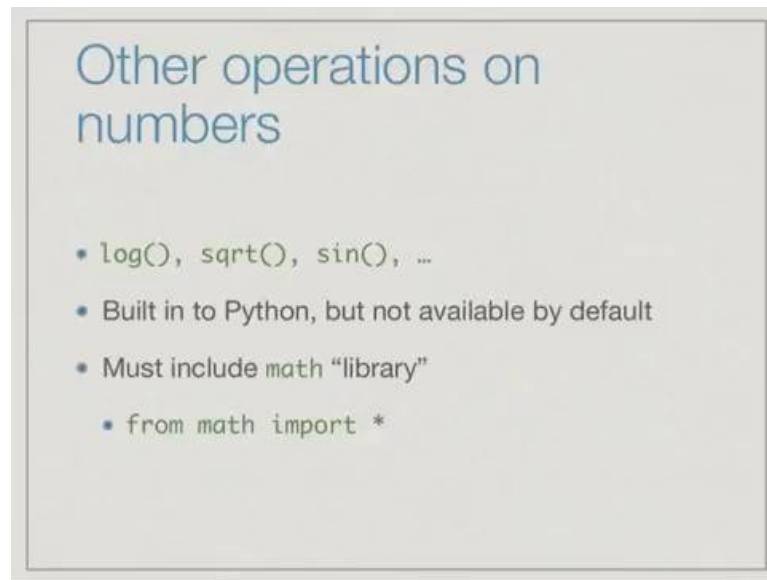 Other operations on
numbers
• log(), sqrt(), sin(), …
• Built in to Python, but not available by default
• Must include math “library”
• from math import *